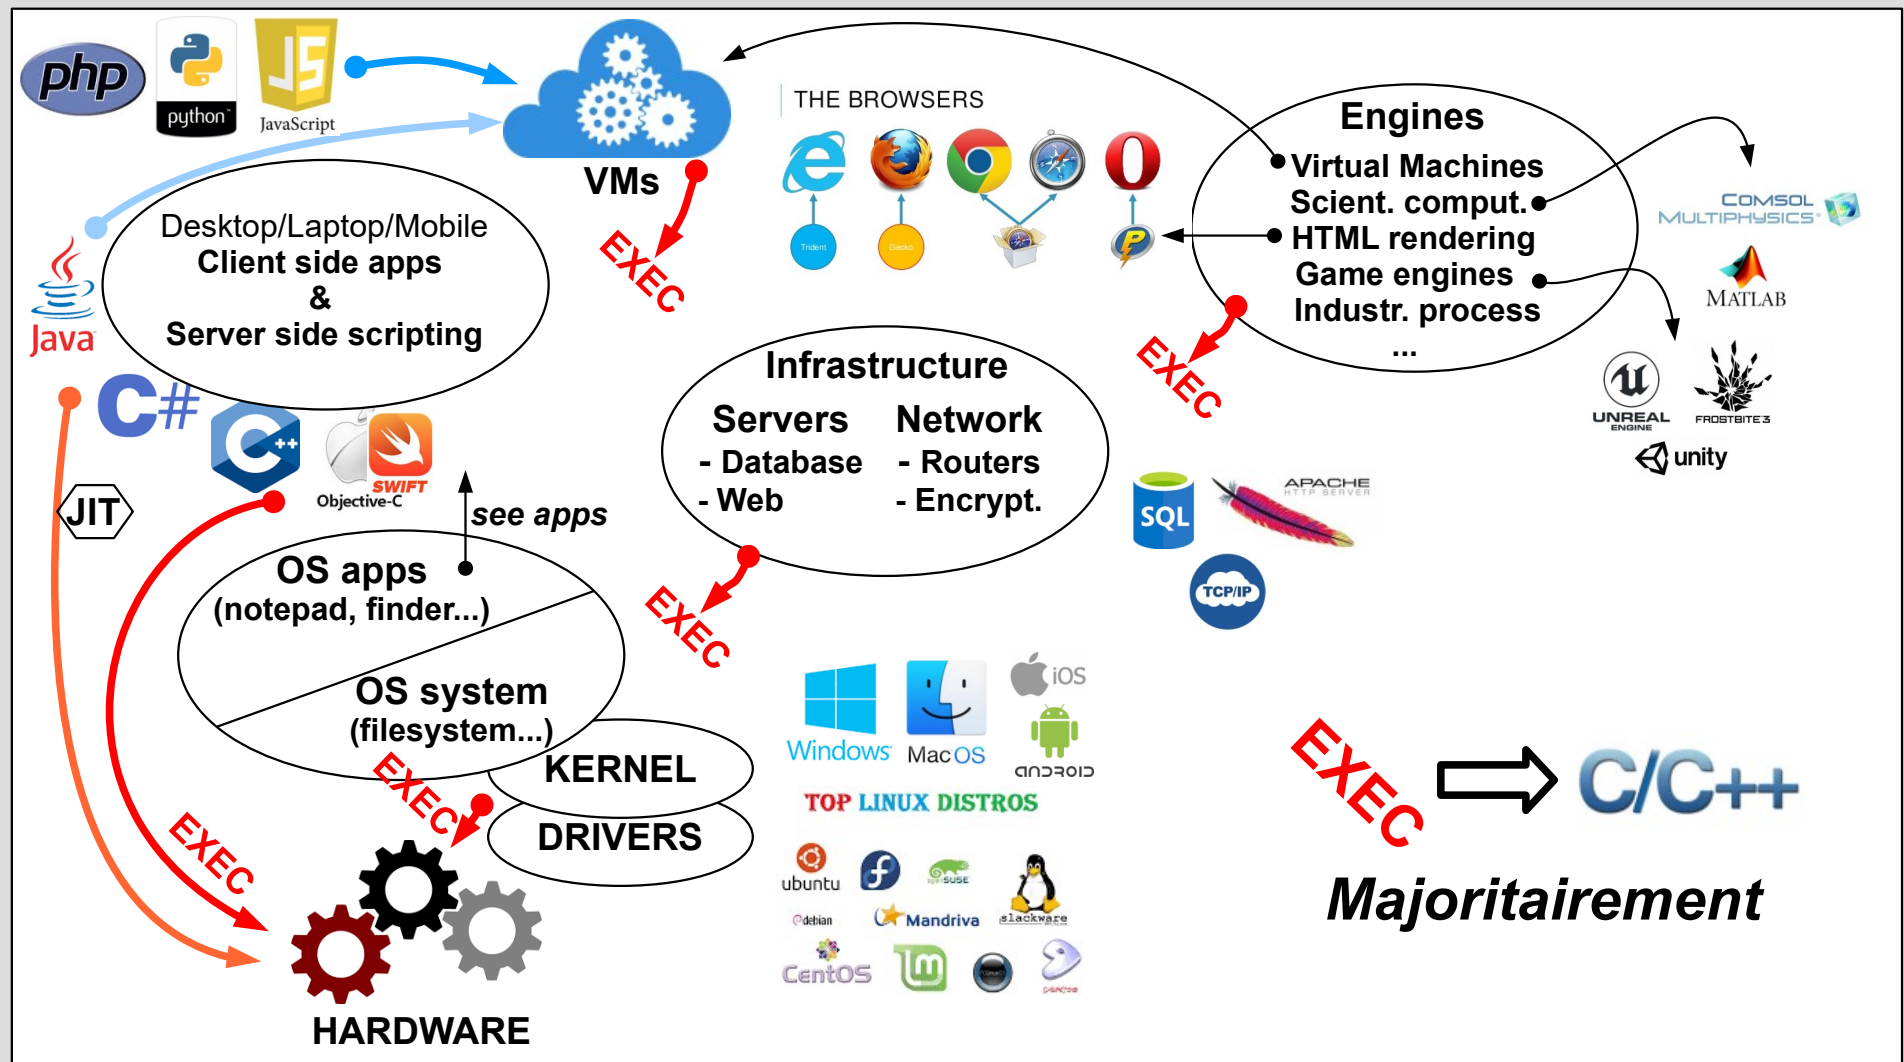 php
python
JS
JavaScript
VMs
EXEC
THE BROWSERS
Trident
Gecko
Engines
Virtual Machines
Scient. comput.
HTML rendering
Game engines
Industr. process
...
EXEC
COMSOL
MULTIPHYSICS
MATLAB
UNREAL
ENGINE
FROSTBITE 3
unity
Desktop/Laptop/Mobile
Client side apps
&
Server side scripting
Java
C#
C++
Objective-C
SWIFT
JIT
see apps
Infrastructure
Servers
- Database
- Web
Network
- Routers
- Encrypt.
EXEC
SQL
APACHE
HTTP SERVER
TCP/IP
OS apps
(notepad, finder...)
OS system
(filesystem...)
KERNEL
DRIVERS
EXEC
EXEC
HARDWARE
Windows
MacOS
iOS
ANDROID
TOP LINUX DISTROS
ubuntu
openSUSE
slackware
debian
Mandriva
CentOS
EXEC
C/C++
Majoritairement